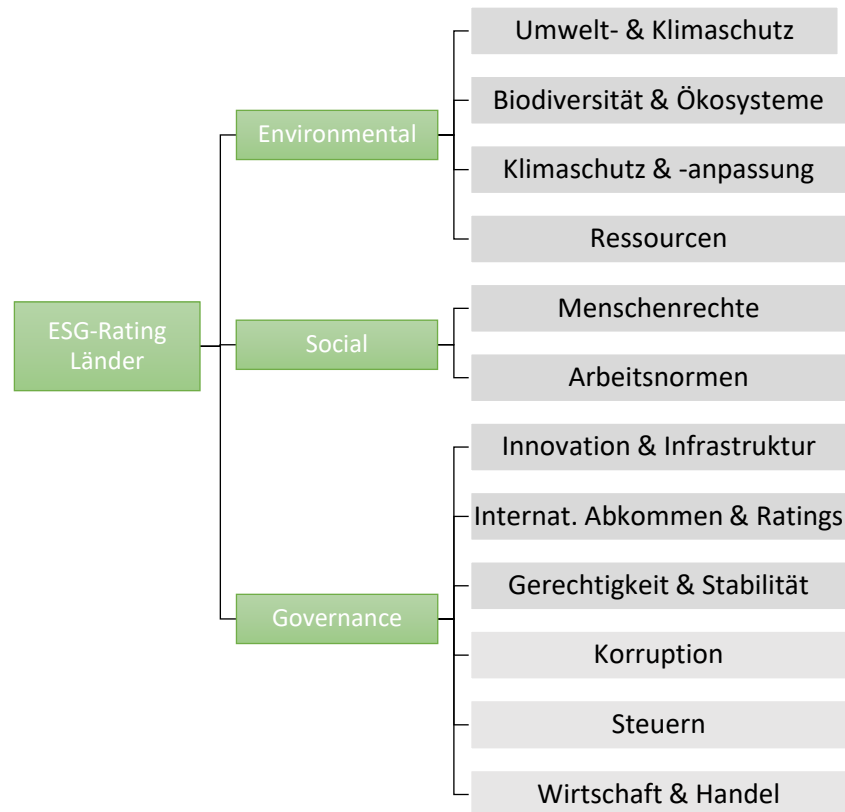 ESG-Rating
Länder
Environmental
Umwelt- & Klimaschutz
Biodiversität & Ökosysteme
Klimaschutz & -anpassung
Ressourcen
Social
Menschenrechte
Arbeitsnormen
Governance
Innovation & Infrastruktur
Internat. Abkommen & Ratings
Gerechtigkeit & Stabilität
Korruption
Steuern
Wirtschaft & Handel